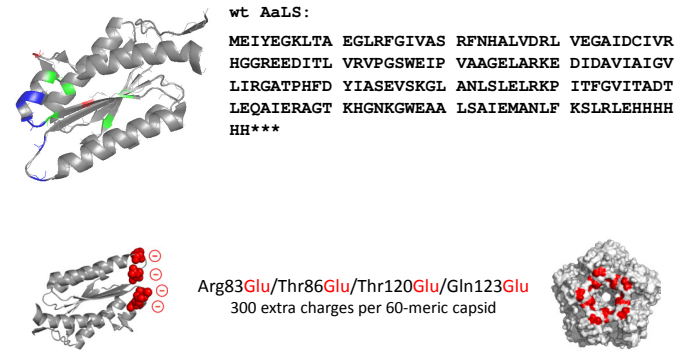 wt AaLS:
MEIYEGKLTA EGLRFGIVAS RFNHALVDRL VEGAIDCIVR
HGGREEDITL VRVPGSWEIP VAAGELARKE DIDAVIAIGV
LIRGATPHFD YIASEVSKGL ANLSLELRKP ITFGVITADT
LEQAIERAGT KHGNKGWEAA LSAIEMANLF KSLRLEHHHH
HH***
Arg83Glu/Thr86Glu/Thr120Glu/Gln123Glu
300 extra charges per 60-meric capsid